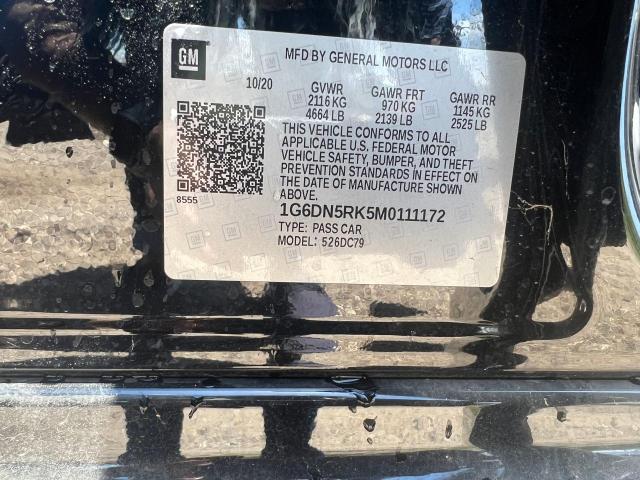 GM
MFD BY GENERAL MOTORS LLC
10/20 GVWR GAWR FRT GAWR RR
2116 KG 970 KG 1145 KG
4664 LB 2139 LB 2525 LB
THIS VEHICLE CONFORMS TO ALL
APPLICABLE U.S. FEDERAL MOTOR
VEHICLE SAFETY, BUMPER, AND THEFT
PREVENTION STANDARDS IN EFFECT ON
THE DATE OF MANUFACTURE SHOWN
ABOVE.
8555
1G6DN5RK5M0111172
TYPE: PASS CAR
MODEL: 526DC79